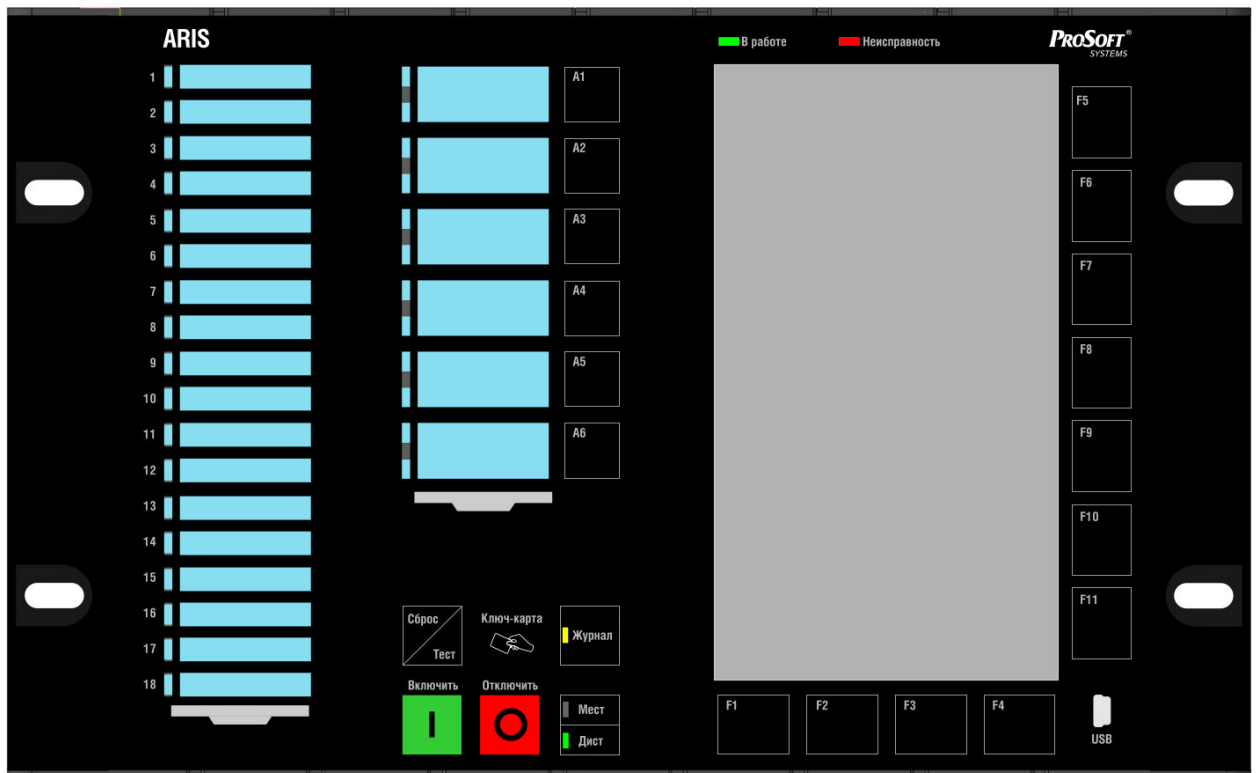 ARIS
В работе
Неисправность
PROSOFT®
SYSTEMS
1
2
3
4
5
6
7
8
9
10
11
12
13
14
15
16
17
18
A1
A2
A3
A4
A5
A6
Сброс
Тест
Ключ-карта
Журнал
Включить
Отключить
I
O
Мест
Дист
F5
F6
F7
F8
F9
F10
F11
F1
F2
F3
F4
USB